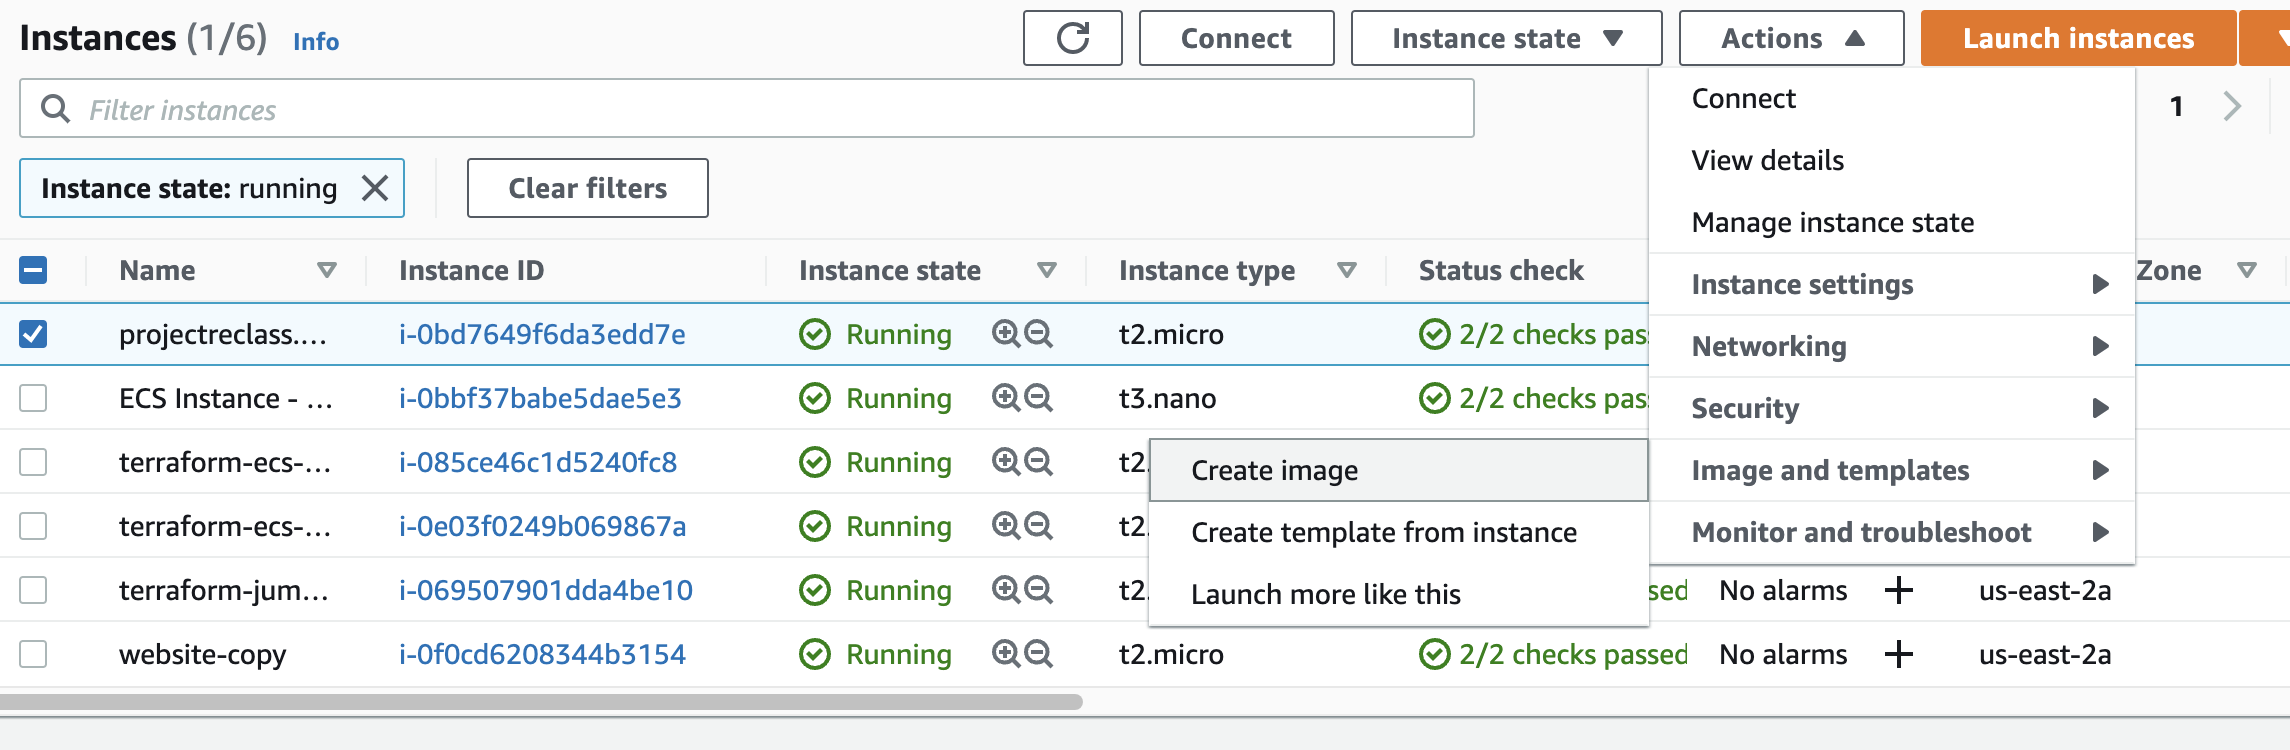 Instances (1/6) Info
Connect Instance state Actions Launch instances
Filter instances
1
Instance state: running Clear filters
Connect
View details
Manage instance state
Instance settings
Networking
Security
Image and templates
Monitor and troubleshoot
Create image
Create template from instance
Launch more like this
Name Instance ID Instance state Instance type Status check Zone
projectreclass.... i-0bd7649f6da3edd7e Running t2.micro 2/2 checks pas
ECS Instance - ... i-0bbf37babe5dae5e3 Running t3.nano 2/2 checks pas
terraform-ecs-... i-085ce46c1d5240fc8 Running t2.
terraform-ecs-... i-0e03f0249b069867a Running t2.
terraform-jum... i-069507901dda4be10 Running t2. sed No alarms us-east-2a
website-copy i-0f0cd6208344b3154 Running t2.micro 2/2 checks passed No alarms us-east-2a